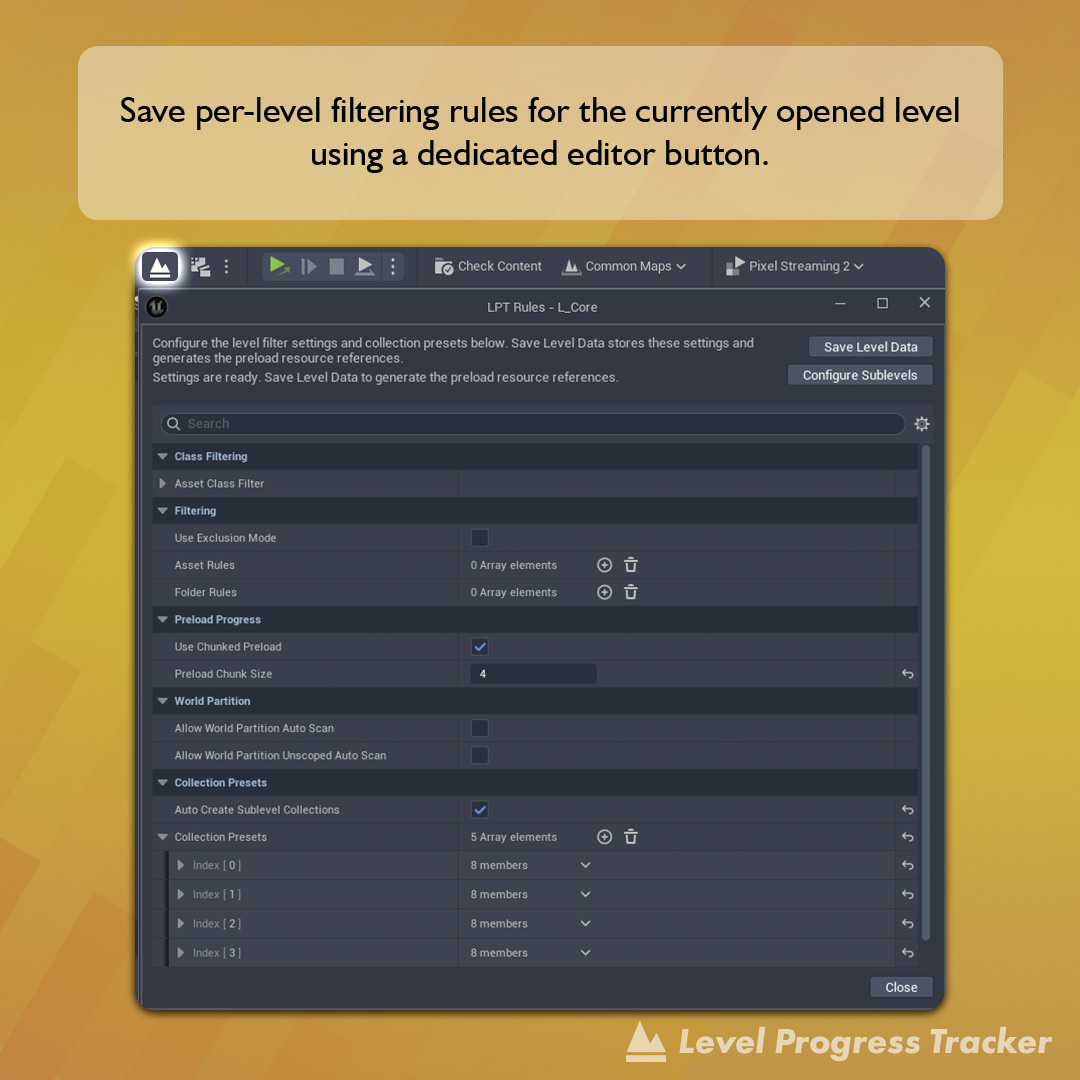 Save per-level filtering rules for the currently opened level
using a dedicated editor button.
Check Content
Common Maps
Pixel Streaming 2
LPT Rules - L_Core
Configure the level filter settings and collection presets below. Save Level Data stores these settings and
generates the preload resource references.
Settings are ready. Save Level Data to generate the preload resource references.
Save Level Data
Configure Sublevels
Search
Class Filtering
Asset Class Filter
Filtering
Use Exclusion Mode
Asset Rules 0 Array elements
Folder Rules 0 Array elements
Preload Progress
Use Chunked Preload
Preload Chunk Size 4
World Partition
Allow World Partition Auto Scan
Allow World Partition Unscoped Auto Scan
Collection Presets
Auto Create Sublevel Collections
Collection Presets 5 Array elements
Index [ 0 ] 8 members
Index [ 1 ] 8 members
Index [ 2 ] 8 members
Index [ 3 ] 8 members
Close
Level Progress Tracker